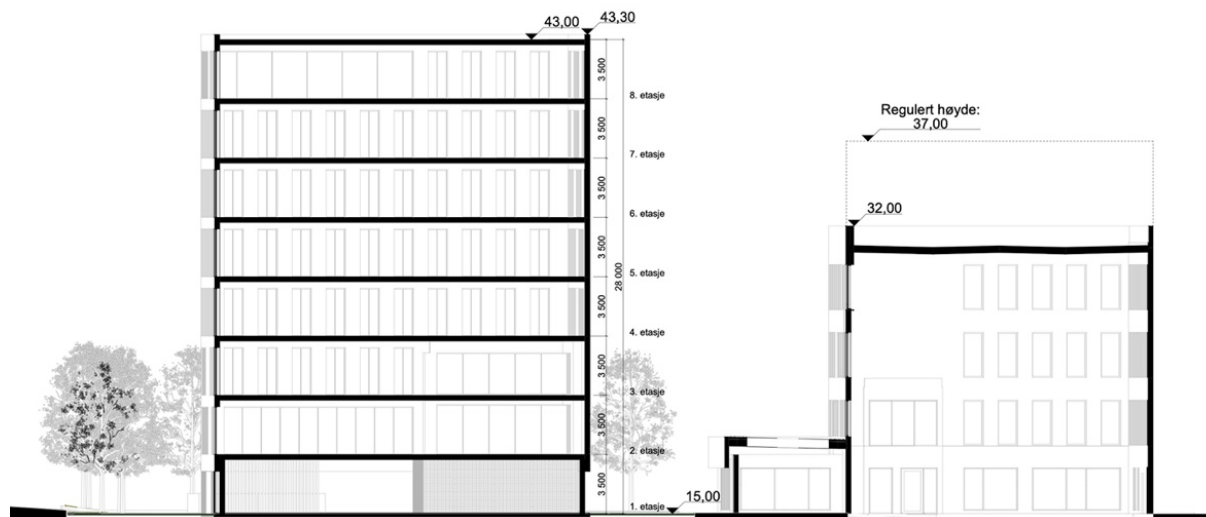 43,00
43,30
3 500
8. etasje
3 500
7. etasje
3 500
6. etasje
3 500
5. etasje
3 500
28 000
4. etasje
3 500
3. etasje
3 500
2. etasje
3 500
1. etasje
15,00
Regulert høyde:
37,00
32,00